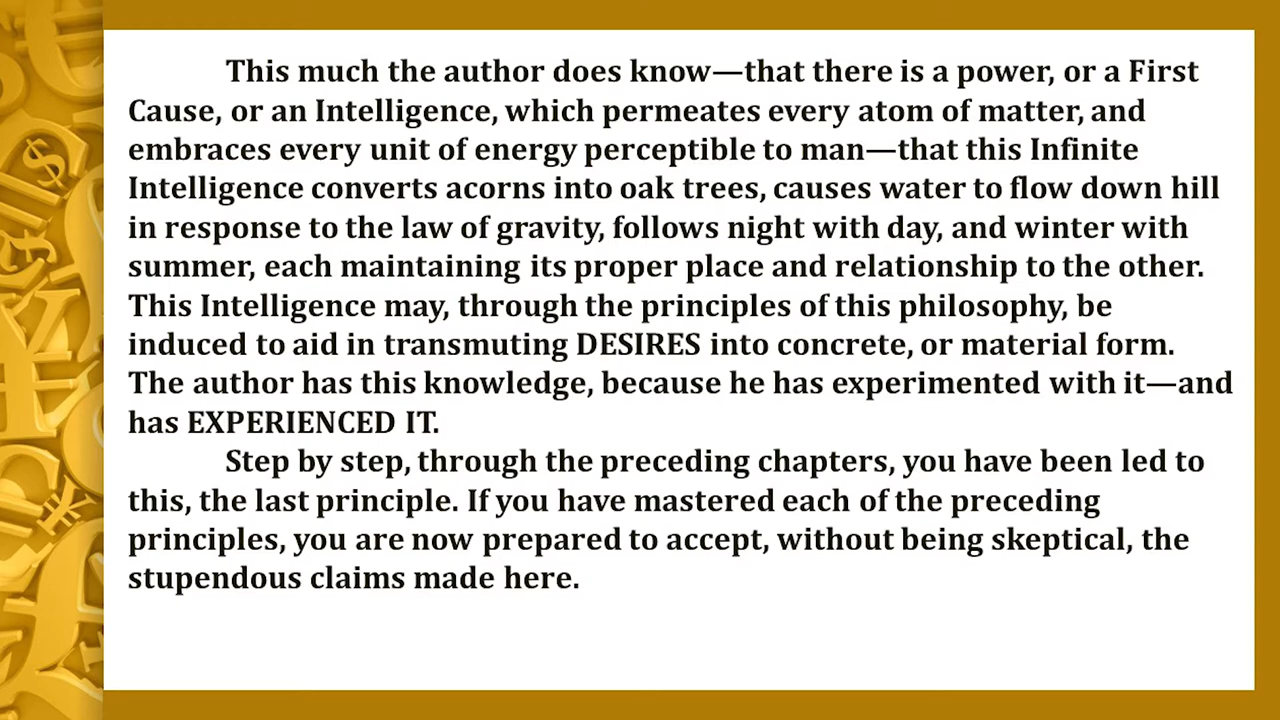 This much the author does know—that there is a power, or a First
Cause, or an Intelligence, which permeates every atom of matter, and
embraces every unit of energy perceptible to man—that this Infinite
Intelligence converts acorns into oak trees, causes water to flow down hill
in response to the law of gravity, follows night with day, and winter with
summer, each maintaining its proper place and relationship to the other.
This Intelligence may, through the principles of this philosophy, be
induced to aid in transmuting DESIRES into concrete, or material form.
The author has this knowledge, because he has experimented with it—and
has EXPERIENCED IT.
Step by step, through the preceding chapters, you have been led to
this, the last principle. If you have mastered each of the preceding
principles, you are now prepared to accept, without being skeptical, the
stupendous claims made here.